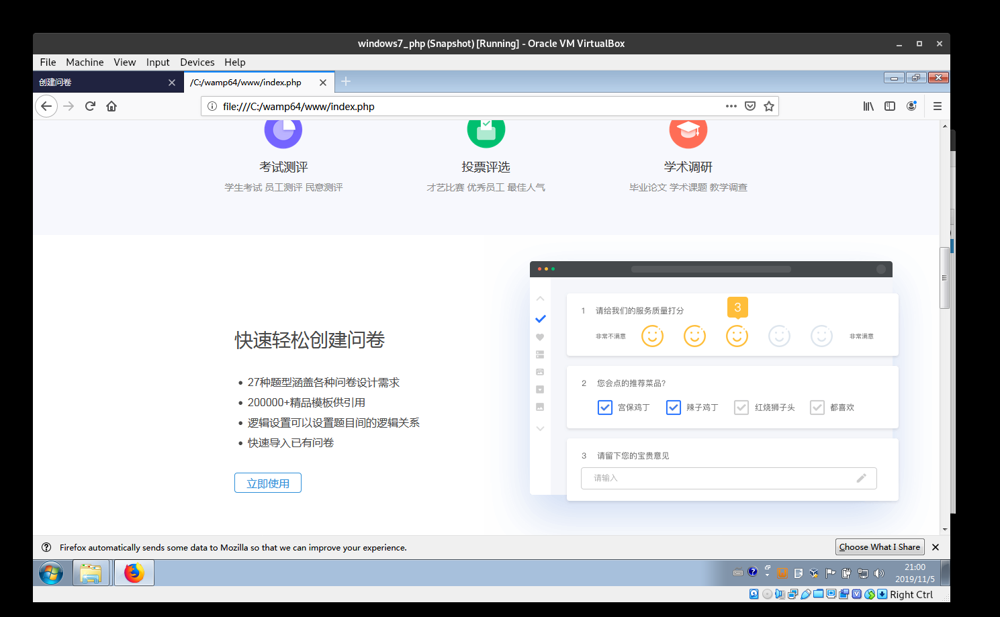 windows7_php (Snapshot) [Running] - Oracle VM VirtualBox
File Machine View Input Devices Help
创建问卷
/C:/wamp64/www/index.php
file:///C:/wamp64/www/index.php
考试测评
学生考试 员工测评 民意测评
投票评选
才艺比赛 优秀员工 最佳人气
学术调研
毕业论文 学术课题 教学调查
快速轻松创建问卷
• 27种题型涵盖各种问卷设计需求
• 200000+精品模板供引用
• 逻辑设置可以设置题目间的逻辑关系
• 快速导入已有问卷
立即使用
1 请给我们的服务质量打分
3
非常不满意
非常满意
2 您会点的推荐菜品?
宫保鸡丁 辣子鸡丁 红烧狮子头 都喜欢
3 请留下您的宝贵意见
请输入
Firefox automatically sends some data to Mozilla so that we can improve your experience.
Choose What I Share
21:00
2019/11/5
Right Ctrl